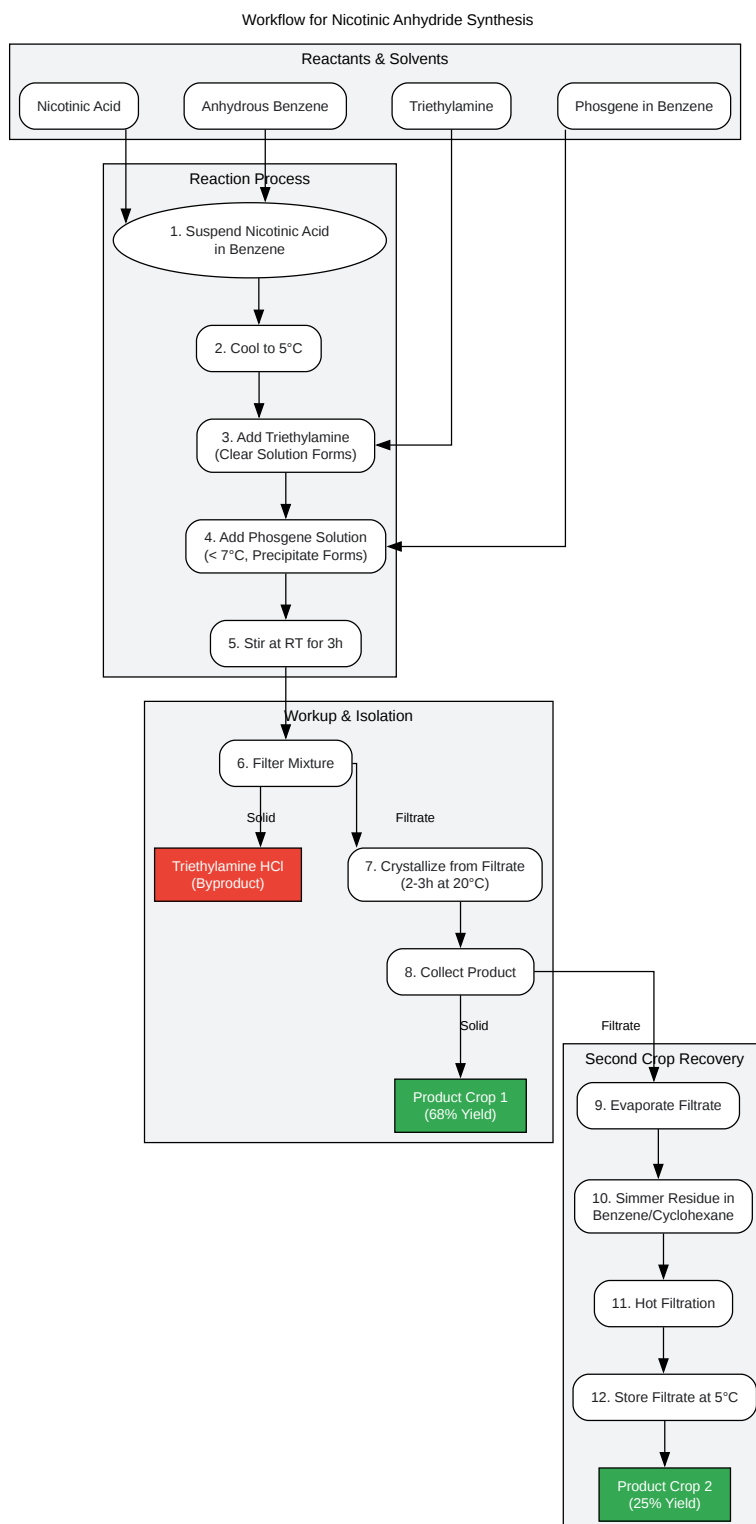 Workflow for Nicotinic Anhydride Synthesis
Reactants & Solvents
Nicotinic Acid
Anhydrous Benzene
Triethylamine
Phosgene in Benzene
Reaction Process
1. Suspend Nicotinic Acid
in Benzene
2. Cool to 5°C
3. Add Triethylamine
(Clear Solution Forms)
4. Add Phosgene Solution
(< 7°C, Precipitate Forms)
5. Stir at RT for 3h
Workup & Isolation
6. Filter Mixture
Solid
Filtrate
Triethylamine HCl
(Byproduct)
7. Crystallize from Filtrate
(2-3h at 20°C)
8. Collect Product
Solid
Filtrate
Product Crop 1
(68% Yield)
Second Crop Recovery
9. Evaporate Filtrate
10. Simmer Residue in
Benzene/Cyclohexane
11. Hot Filtration
12. Store Filtrate at 5°C
Product Crop 2
(25% Yield)